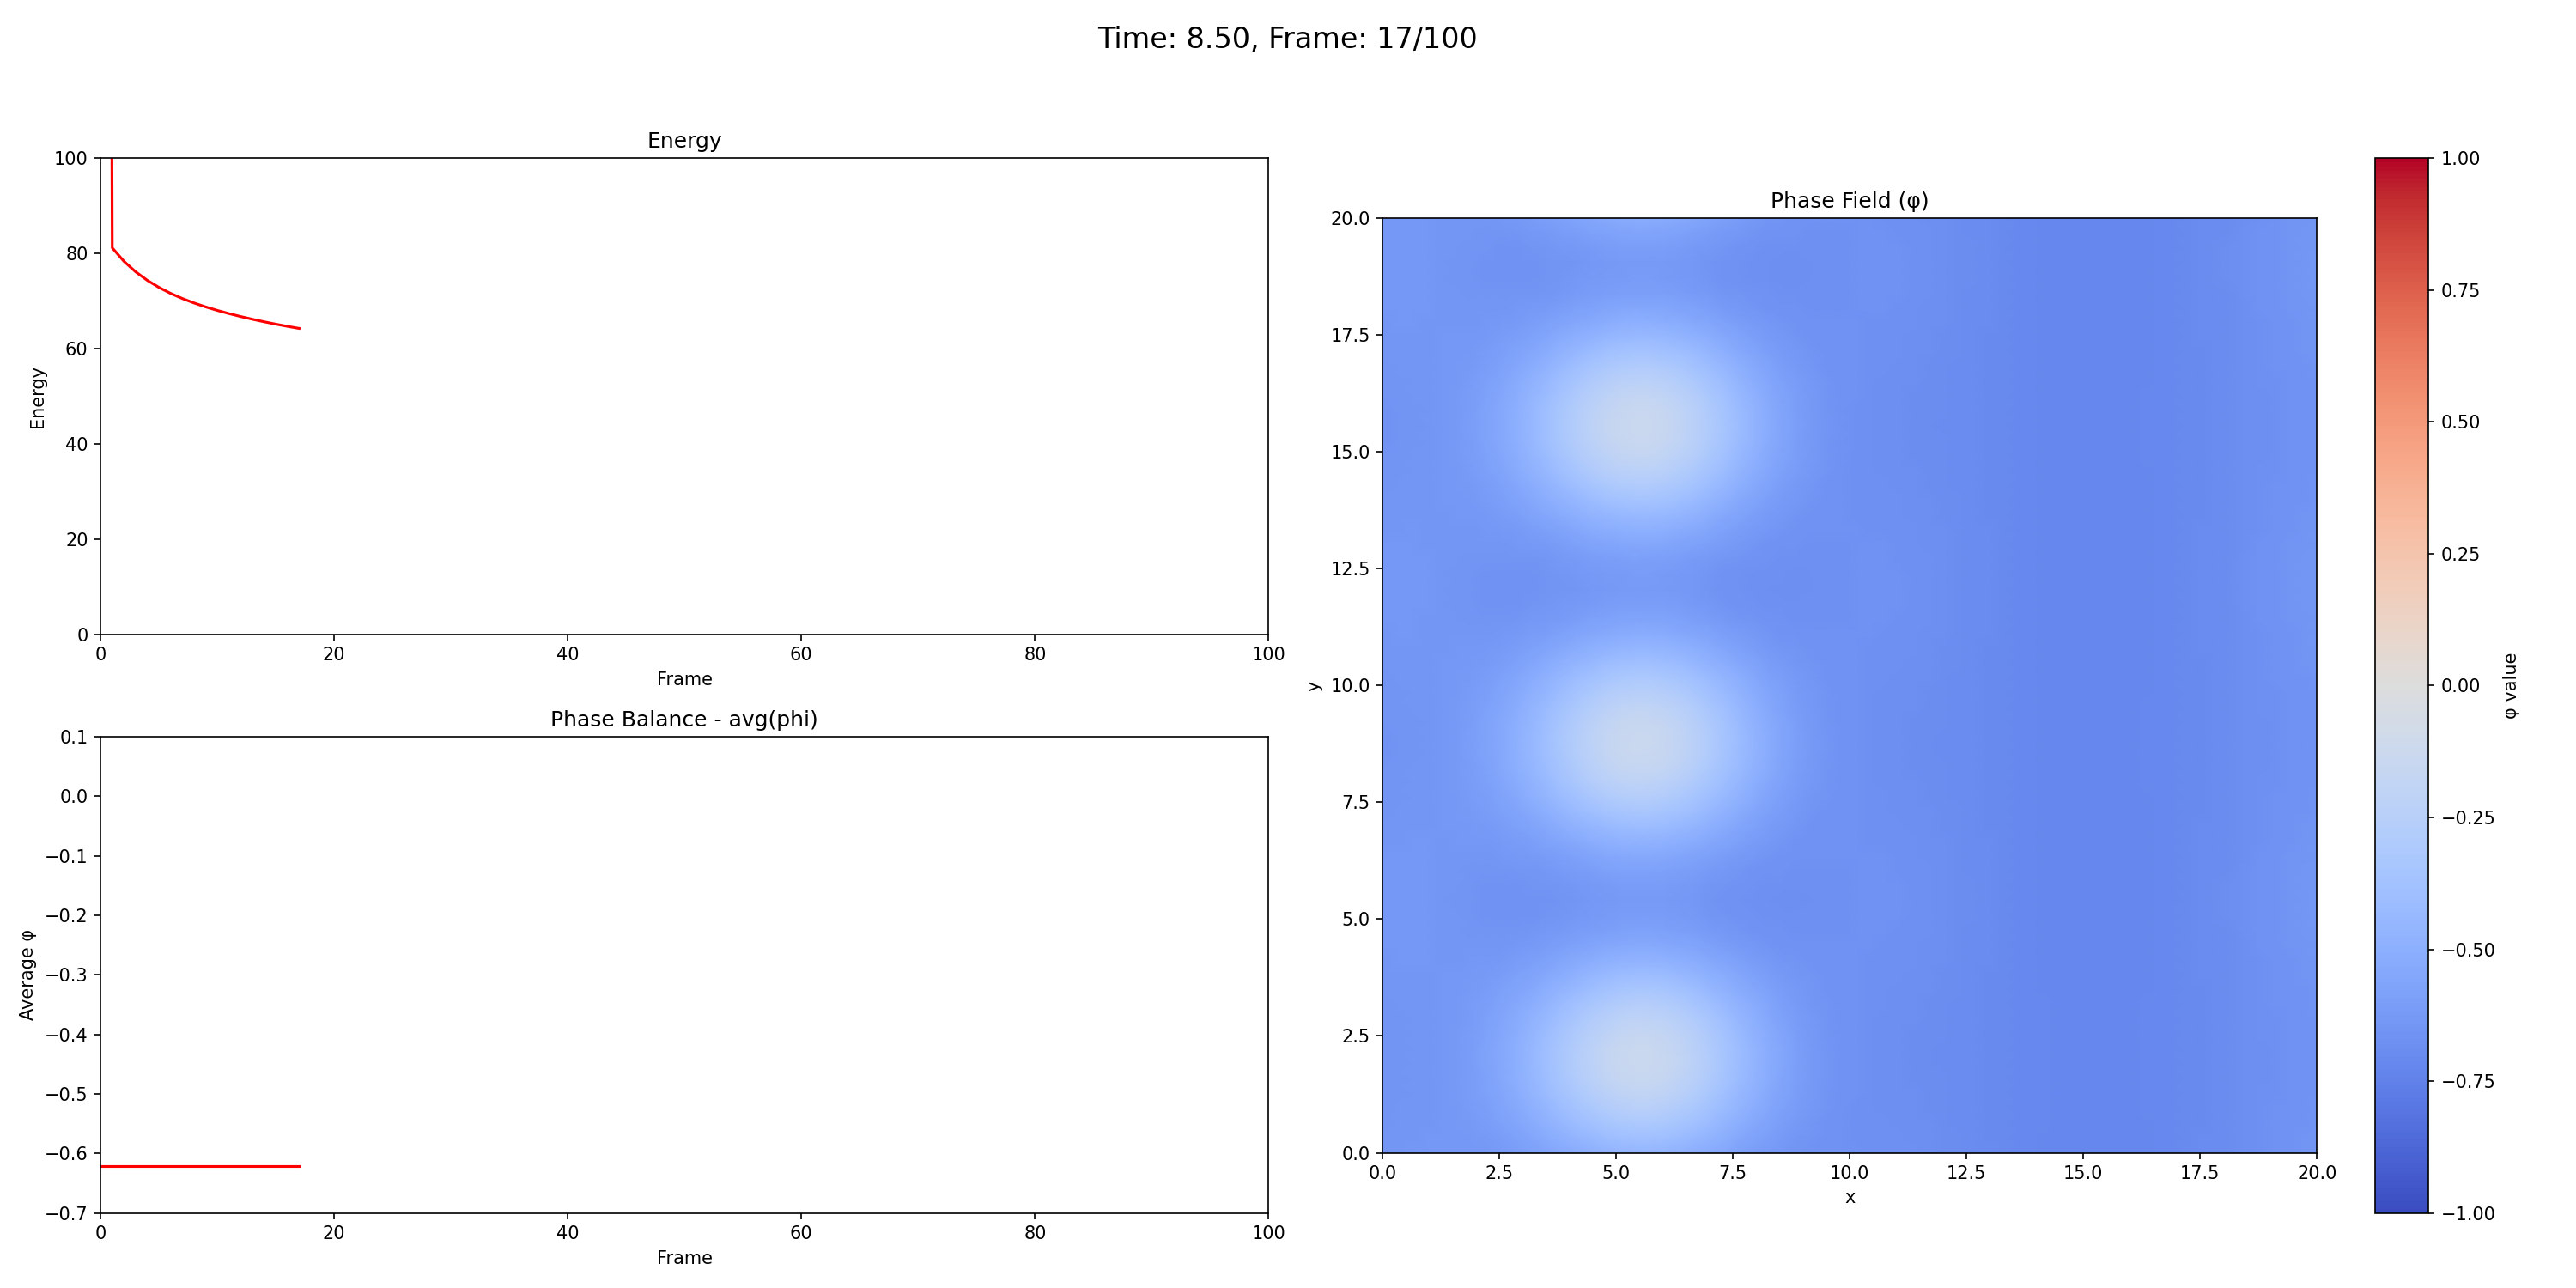 Time: 8.50, Frame: 17/100
Energy
100
80
60
40
20
0
Energy
0 20 40 60 80 100
Frame
Phase Balance - avg(phi)
0.1
0.0
−0.1
−0.2
−0.3
−0.4
−0.5
−0.6
−0.7
Average φ
0 20 40 60 80 100
Frame
Phase Field (φ)
20.0
17.5
15.0
12.5
10.0
7.5
5.0
2.5
0.0
y
0.0 2.5 5.0 7.5 10.0 12.5 15.0 17.5 20.0
x
1.00
0.75
0.50
0.25
0.00
−0.25
−0.50
−0.75
−1.00
φ value